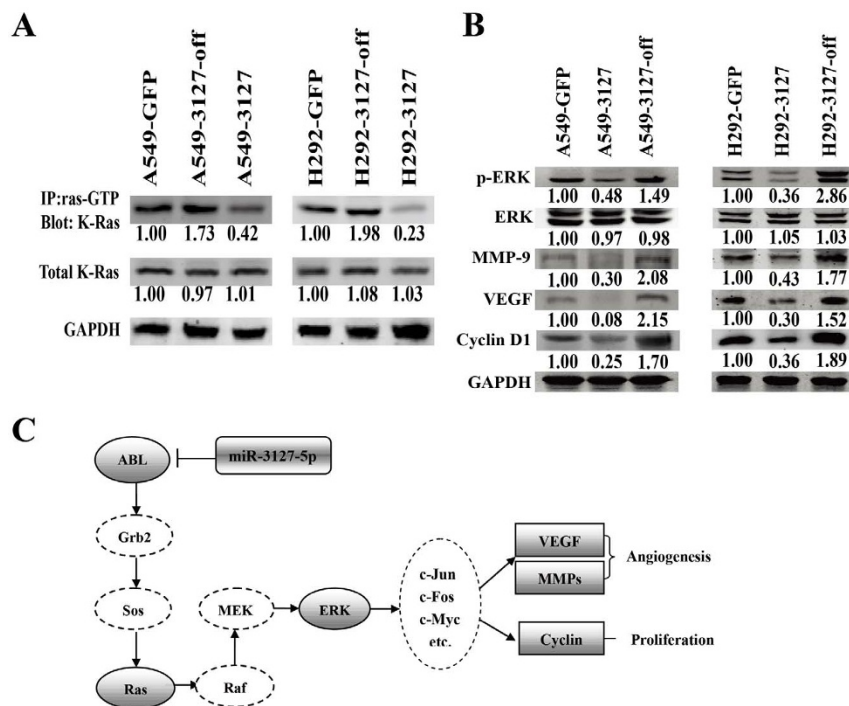 A
A549-GFP
A549-3127-off
A549-3127
H292-GFP
H292-3127-off
H292-3127
IP:ras-GTP
Blot: K-Ras
1.00 1.73 0.42 1.00 1.98 0.23
Total K-Ras
1.00 0.97 1.01 1.00 1.08 1.03
GAPDH
B
A549-GFP
A549-3127
A549-3127-off
H292-GFP
H292-3127
H292-3127-off
p-ERK
1.00 0.48 1.49 1.00 0.36 2.86
ERK
1.00 0.97 0.98 1.00 1.05 1.03
MMP-9
1.00 0.30 2.08 1.00 0.43 1.77
VEGF
1.00 0.08 2.15 1.00 0.30 1.52
Cyclin D1
1.00 0.25 1.70 1.00 0.36 1.89
GAPDH
C
ABL
miR-3127-5p
Grb2
Sos
Ras
Raf
MEK
ERK
c-Jun
c-Fos
c-Myc
etc.
VEGF
MMPs
Angiogenesis
Cyclin
Proliferation